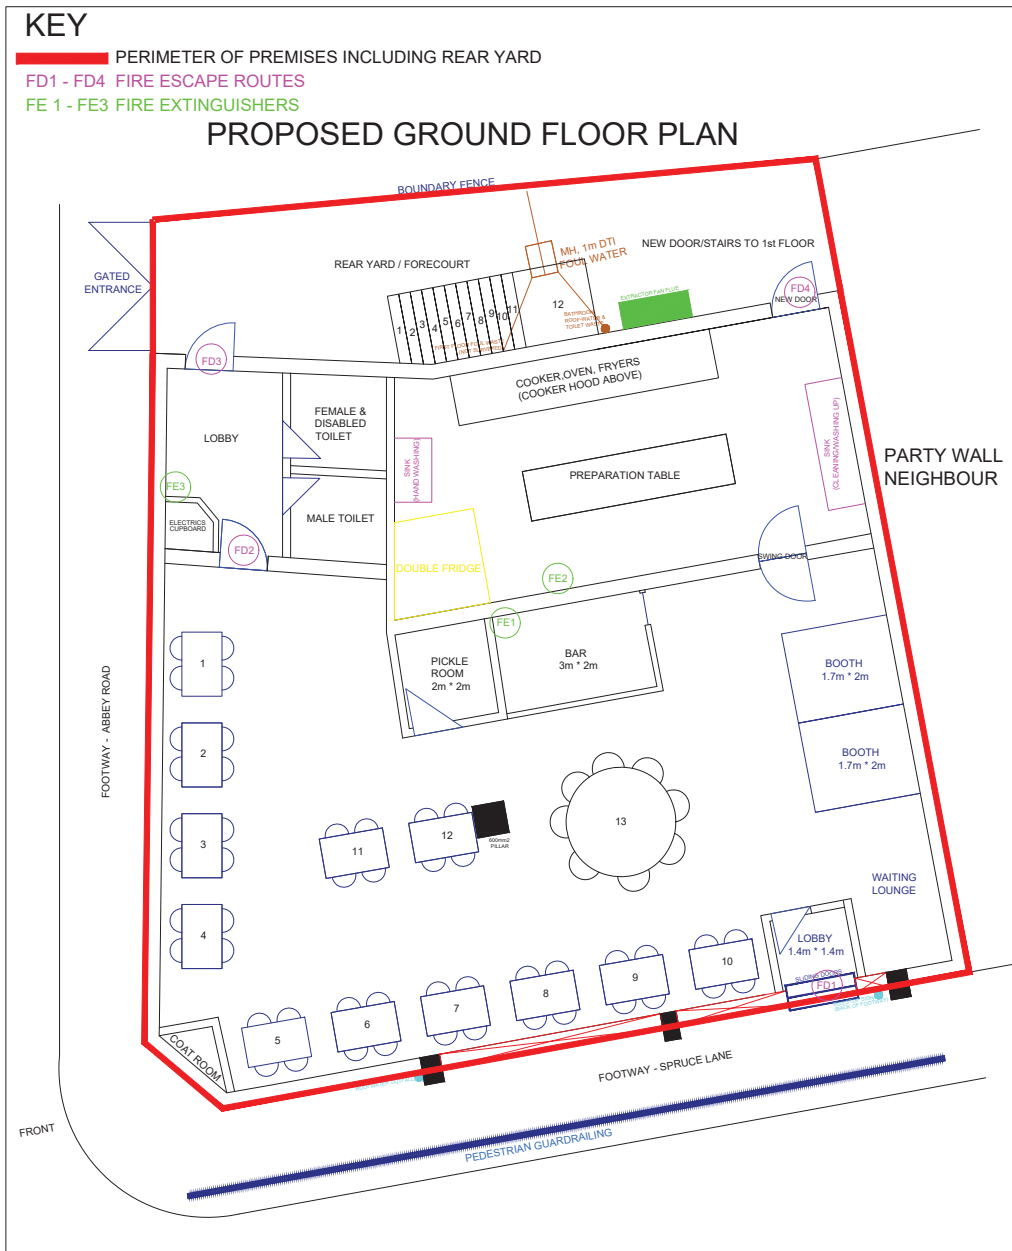 KEY
PERIMETER OF PREMISES INCLUDING REAR YARD
FD1 - FD4 FIRE ESCAPE ROUTES
FE 1 - FE3 FIRE EXTINGUISHERS
PROPOSED GROUND FLOOR PLAN
BOUNDARY FENCE
GATED
ENTRANCE
REAR YARD / FORECOURT
MH, 1m DTI
FOUL WATER
NEW DOOR/STAIRS TO 1st FLOOR
EXTRACTOR FAN FLUE
FD4
NEW DOOR
1
2
3
4
5
6
7
8
9
10
11
12
BATHROOM,
ROOF-WATER &
TOILET WASTE
FD3
COOKER,OVEN, FRYERS
(COOKER HOOD ABOVE)
FEMALE &
DISABLED
TOILET
LOBBY
SINK
(HAND WASHING)
SINK
(CLEANING/WASHING UP)
PARTY WALL
NEIGHBOUR
PREPARATION TABLE
FE3
ELECTRICS
CUPBOARD
MALE TOILET
FD2
DOUBLE FRIDGE
SWING DOOR
FE2
FE1
PICKLE
ROOM
2m * 2m
BAR
3m * 2m
BOOTH
1.7m * 2m
BOOTH
1.7m * 2m
FOOTWAY - ABBEY ROAD
1
2
3
4
11
12
600mm2
PILLAR
13
WAITING
LOUNGE
LOBBY
1.4m * 1.4m
SLIDING DOORS
FD1
5
6
7
8
9
10
COAT ROOM
FOOTWAY - SPRUCE LANE
FRONT
PEDESTRIAN GUARDRAILING